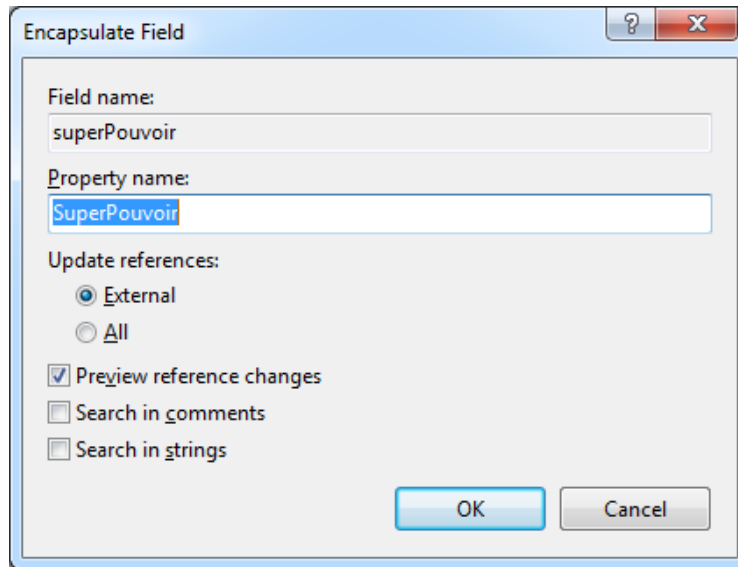 Encapsulate Field
Field name:
superPouvoir
Property name:
SuperPouvoir
Update references:
External
All
Preview reference changes
Search in comments
Search in strings
OK Cancel